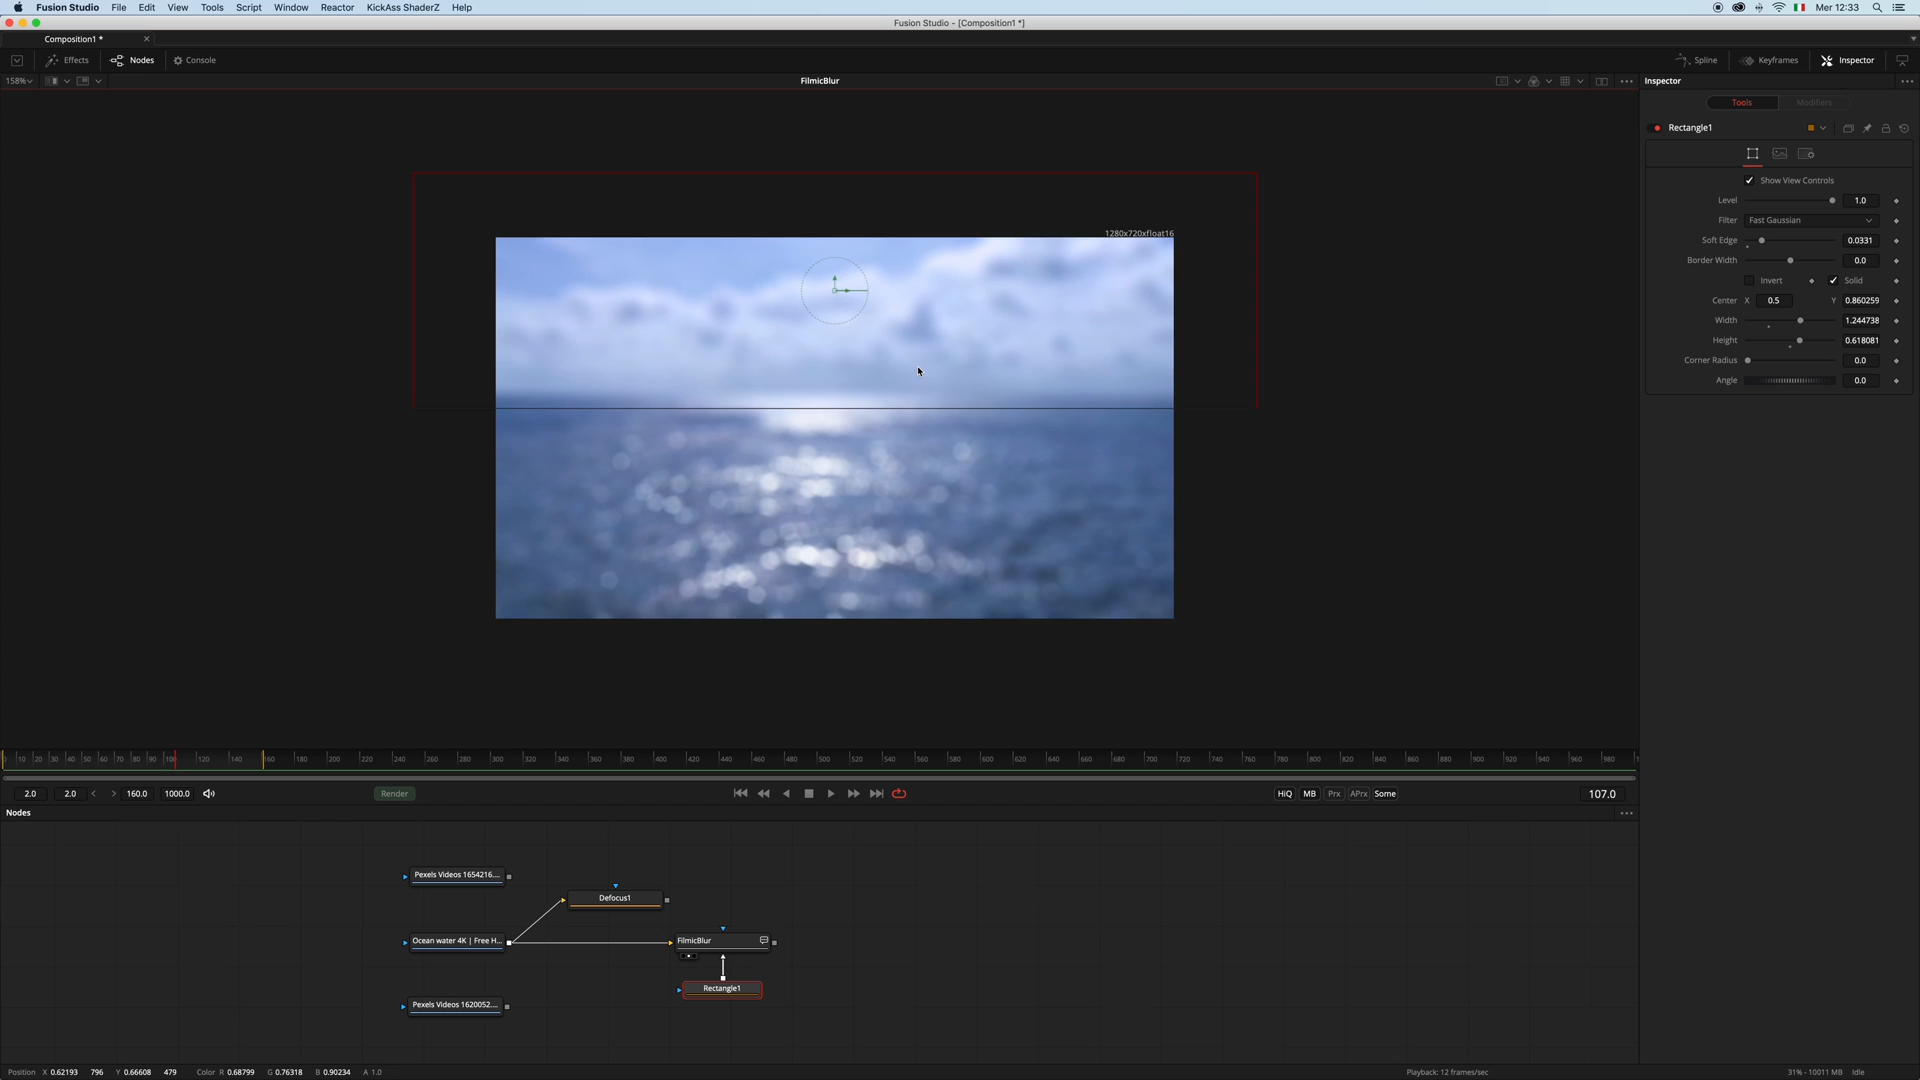 Fusion Studio File Edit View Tools Script Window Reactor KickAss ShaderZ Help Mer 12:33
Fusion Studio - [Composition1 *]
Composition1 *
Effects Nodes Console Spline Keyframes Inspector
158% FilmicBlur Inspector
Tools Modifiers
Rectangle1
Show View Controls
Level 1.0
Filter Fast Gaussian
1280x720xfloat16
Soft Edge 0.0331
Border Width 0.0
Invert Solid
Center X 0.5 Y 0.860259
Width 1.244738
Height 0.618081
Corner Radius 0.0
Angle 0.0
0 10 20 30 40 50 60 70 80 90 100 120 140 160 180 200 220 240 260 280 300 320 340 360 380 400 420 440 460 480 500 520 540 560 580 600 620 640 660 680 700 720 740 760 780 800 820 840 860 880 900 920 940 960 980
2.0 2.0 160.0 1000.0 Render HiQ MB Prx APrx Some 107.0
Nodes
Pexels Videos 1654216....
Defocus1
Ocean water 4K | Free H... FilmicBlur
Rectangle1
Pexels Videos 1620052....
Position X 0.62193 796 Y 0.66608 479 Color R 0.68799 G 0.76318 B 0.90234 A 1.0 Playback: 12 frames/sec 31% - 10011 MB Idle